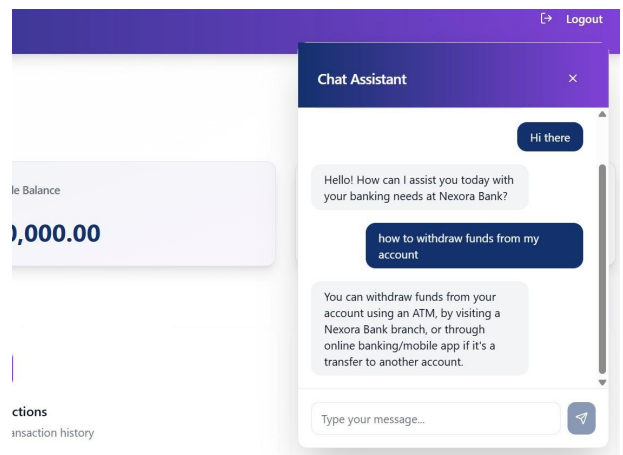 Logout
Chat Assistant
Hi there
Hello! How can I assist you today with
your banking needs at Nexora Bank?
le Balance
0,000.00
how to withdraw funds from my
account
You can withdraw funds from your
account using an ATM, by visiting a
Nexora Bank branch, or through
online banking/mobile app if it's a
transfer to another account.
ctions
ansaction history
Type your message...